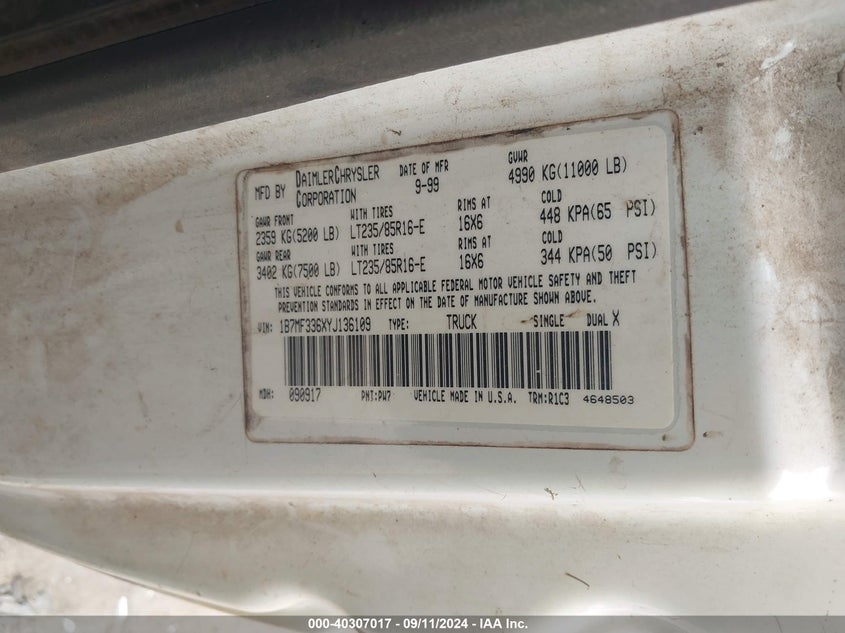 MFD BY DAIMLERCHRYSLER CORPORATION DATE OF MFR 9-99 GVWR 4990 KG(11000 LB)
GAWR FRONT WITH TIRES RIMS AT COLD
2359 KG(5200 LB) LT235/85R16-E 16X6 448 KPA(65 PSI)
GAWR REAR WITH TIRES RIMS AT COLD
3402 KG(7500 LB) LT235/85R16-E 16X6 344 KPA(50 PSI)
THIS VEHICLE CONFORMS TO ALL APPLICABLE FEDERAL MOTOR VEHICLE SAFETY AND THEFT
PREVENTION STANDARDS IN EFFECT ON THE DATE OF MANUFACTURE SHOWN ABOVE.
VIN: 1B7MF336XYJ136109 TYPE: TRUCK SINGLE DUAL X
MDH: 090917 PNT:PW7 VEHICLE MADE IN U.S.A. TRM:R1C3 4648503
000-40307017 - 09/11/2024 - IAA Inc.